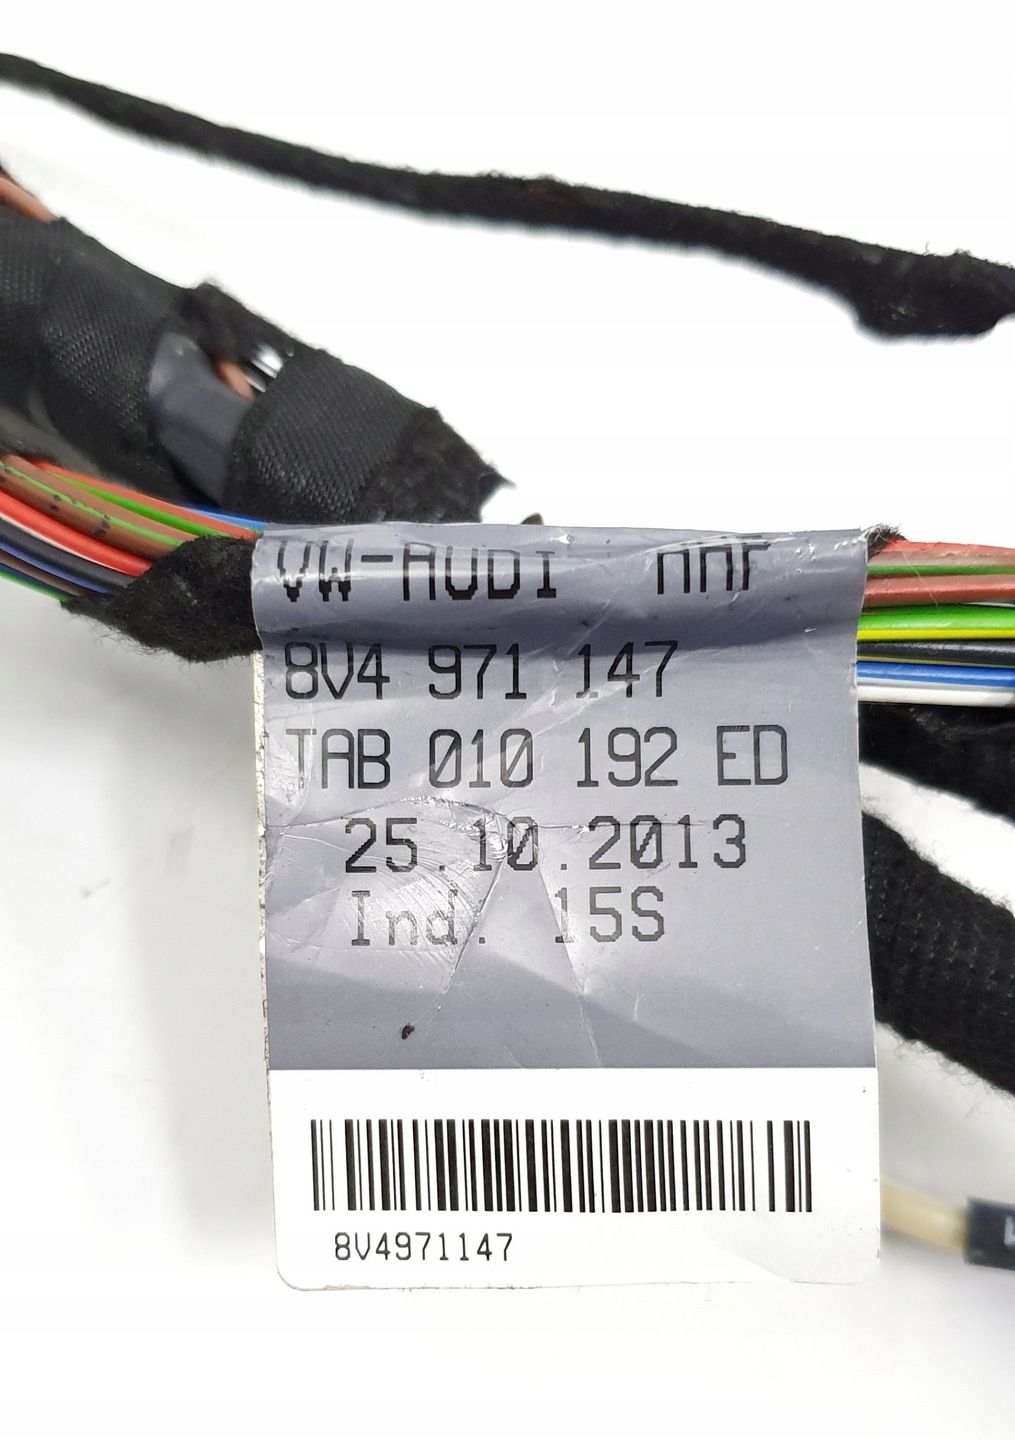 VW-AUDI
8V4 971 147
TAB 010 192 ED
25.10.2013
Ind. 15S
8V4971147